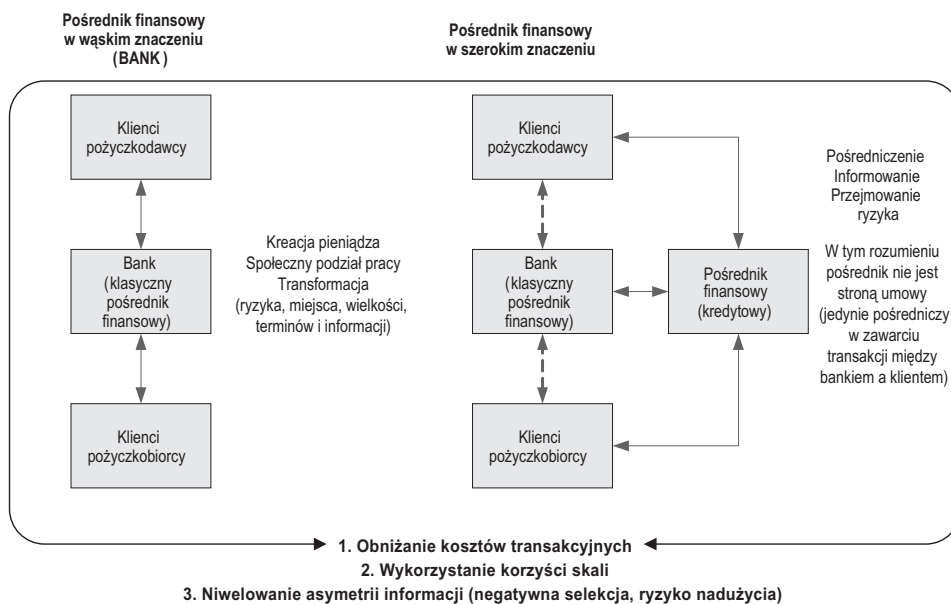 Pośrednik finansowy
w wąskim znaczeniu
(BANK)
Pośrednik finansowy
w szerokim znaczeniu
Klienci
pożyczkodawcy
Bank
(klasyczny
pośrednik
finansowy)
Klienci
pożyczkobiorcy
Kreacja pieniądza
Społeczny podział pracy
Transformacja
(ryzyka, miejsca, wielkości,
terminów i informacji)
Klienci
pożyczkodawcy
Bank
(klasyczny
pośrednik
finansowy)
Klienci
pożyczkobiorcy
Pośrednik
finansowy
(kredytowy)
Pośredniczenie
Informowanie
Przejmowanie
ryzyka
W tym rozumieniu
pośrednik nie jest
stroną umowy
(jedynie pośredniczy
w zawarciu
transakcji między
bankiem a klientem)
1. Obniżanie kosztów transakcyjnych
2. Wykorzystanie korzyści skali
3. Niwelowanie asymetrii informacji (negatywna selekcja, ryzyko nadużycia)